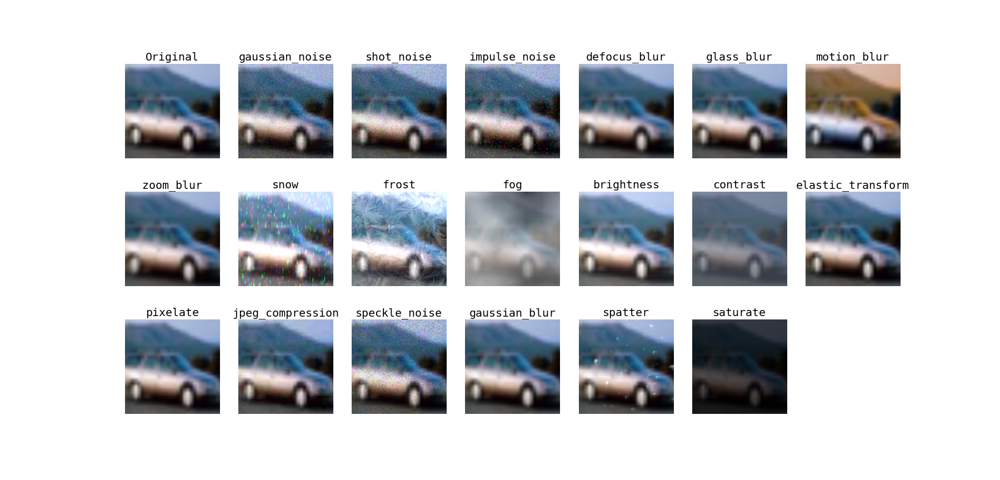 Original
gaussian_noise
shot_noise
impulse_noise
defocus_blur
glass_blur
motion_blur
zoom_blur
snow
frost
fog
brightness
contrast
elastic_transform
pixelate
jpeg_compression
speckle_noise
gaussian_blur
spatter
saturate